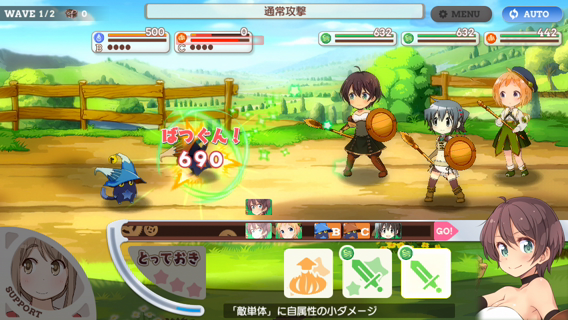 WAVE 1/2 0
通常攻撃
MENU
AUTO
500
B
0
C
632
632
442
ばつぐん!
690
B C GO!
とっておき
SUPPORT
「敵単体」に自属性の小ダメージ